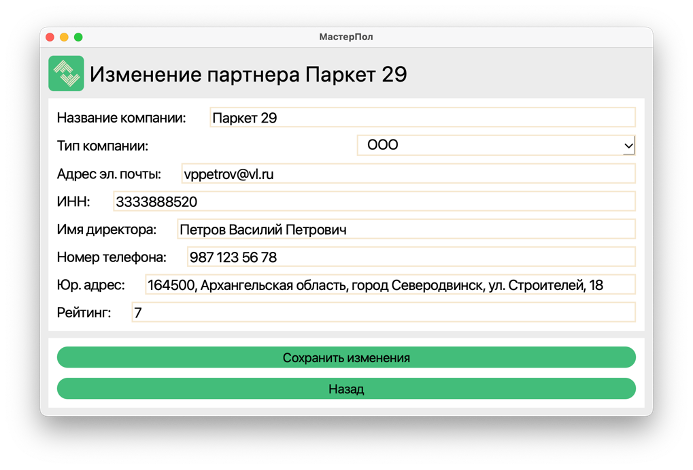 МастерПол
Изменение партнера Паркет 29
Название компании: Паркет 29
Тип компании: ООО
Адрес эл. почты: vppetrov@vl.ru
ИНН: 3333888520
Имя директора: Петров Василий Петрович
Номер телефона: 987 123 56 78
Юр. адрес: 164500, Архангельская область, город Северодвинск, ул. Строителей, 18
Рейтинг: 7
Сохранить изменения
Назад